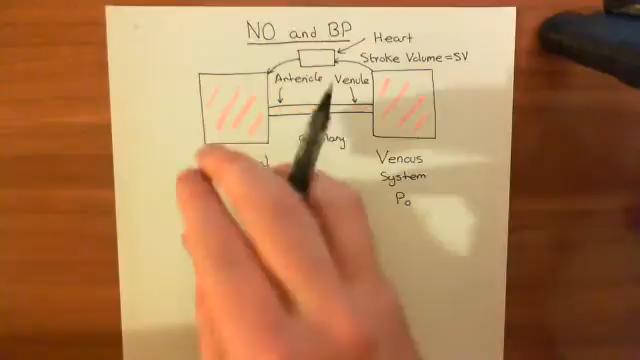 NO and BP
Heart
Stroke Volume = SV
Arteriole Venule
Venous
System
P₀